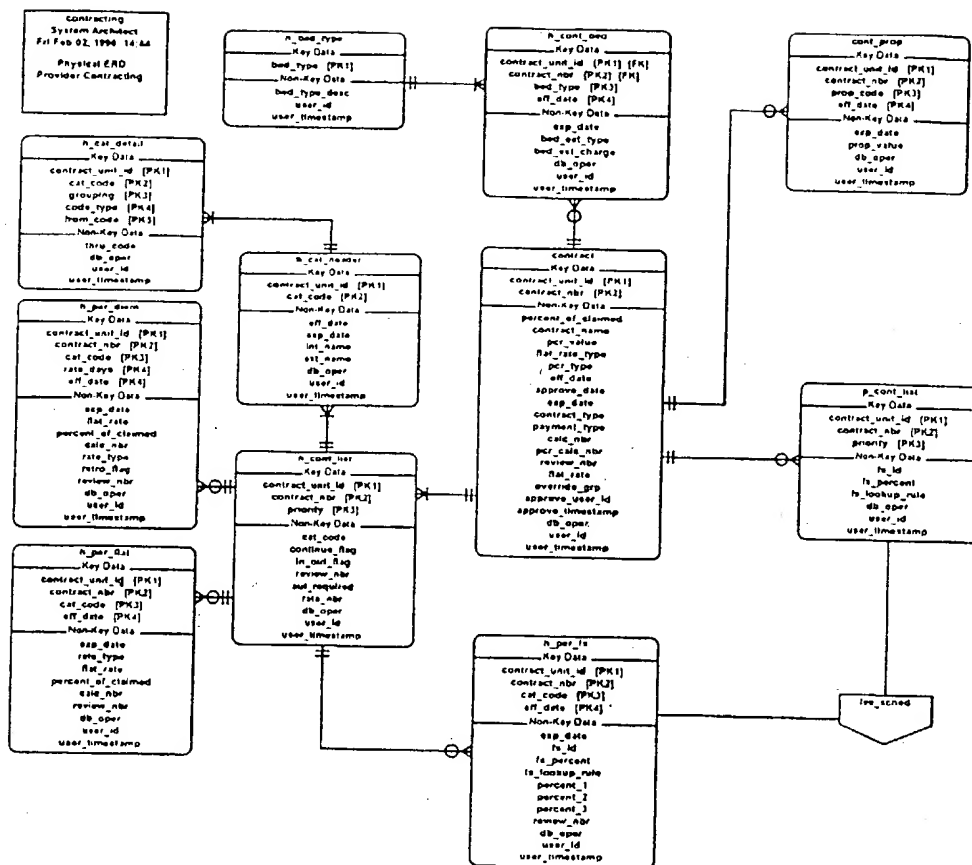 contracting
System Architect
Fri Feb 02, 1996 14:44
Physical ERD
Provider Contracting
h_bed_type
Key Data
bed_type [PK1]
Non-Key Data
bed_type_desc
user_id
user_timestamp
h_cont_bed
Key Data
contract_unit_id [PK1] [FK]
contract_nbr [PK2] [FK]
bed_type [PK3]
eff_date [PK4]
Non-Key Data
exp_date
bed_ext_type
bed_ext_charge
db_oper
user_id
user_timestamp
cont_prop
Key Data
contract_unit_id [PK1]
contract_nbr [PK2]
prop_code [PK3]
eff_date [PK4]
Non-Key Data
exp_date
prop_value
db_oper
user_id
user_timestamp
h_cat_detail
Key Data
contract_unit_id [PK1]
cat_code [PK2]
grouping [PK3]
code_type [PK4]
from_code [PK5]
Non-Key Data
thru_code
db_oper
user_id
user_timestamp
h_cat_header
Key Data
contract_unit_id [PK1]
cat_code [PK2]
Non-Key Data
eff_date
exp_date
int_name
ext_name
db_oper
user_id
user_timestamp
contract
Key Data
contract_unit_id [PK1]
contract_nbr [PK2]
Non-Key Data
percent_of_claimed
contract_name
pcr_value
flat_rate_type
pcr_type
eff_date
approve_date
exp_date
contract_type
payment_type
calc_nbr
pcr_calc_nbr
review_nbr
flat_rate
override_grp
approve_user_id
approve_timestamp
db_oper
user_id
user_timestamp
h_per_diem
Key Data
contract_unit_id [PK1]
contract_nbr [PK2]
cat_code [PK3]
rate_days [PK4]
eff_date [PK4]
Non-Key Data
exp_date
flat_rate
percent_of_claimed
calc_nbr
rate_type
retro_flag
review_nbr
db_oper
user_id
user_timestamp
p_cont_list
Key Data
contract_unit_id [PK1]
contract_nbr [PK2]
priority [PK3]
Non-Key Data
fs_id
fs_percent
fs_lookup_rule
db_oper
user_id
user_timestamp
h_cont_list
Key Data
contract_unit_id [PK1]
contract_nbr [PK2]
priority [PK3]
Non-Key Data
cat_code
continue_flag
in_out_flag
review_nbr
aut_required
rate_nbr
db_oper
user_id
user_timestamp
h_per_flat
Key Data
contract_unit_id [PK1]
contract_nbr [PK2]
cat_code [PK3]
eff_date [PK4]
Non-Key Data
exp_date
rate_type
flat_rate
percent_of_claimed
calc_nbr
review_nbr
db_oper
user_id
user_timestamp
h_per_fs
Key Data
contract_unit_id [PK1]
contract_nbr [PK2]
cat_code [PK3]
eff_date [PK4]
Non-Key Data
exp_date
fs_id
fs_percent
fs_lookup_rule
percent_1
percent_2
percent_3
review_nbr
db_oper
user_id
user_timestamp
fee_sched